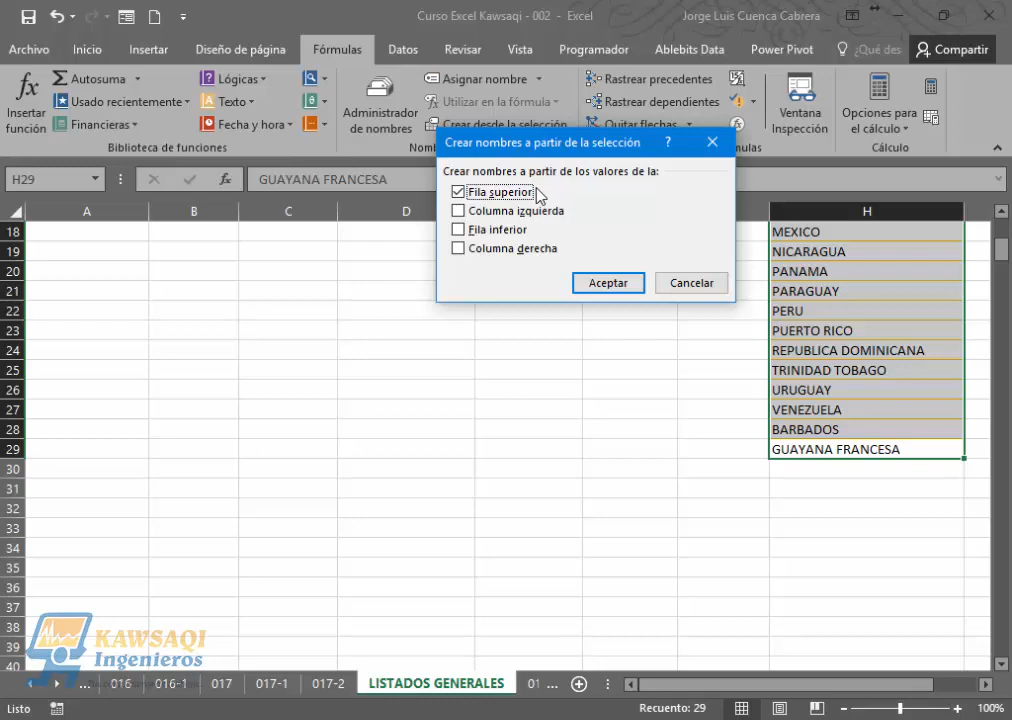 Curso Excel Kawsaqi - 002 - Excel
Jorge Luis Cuenca Cabrera
Archivo Inicio Insertar Diseño de página Fórmulas Datos Revisar Vista Programador Ablebits Data Power Pivot ¿Qué des Compartir
fx Insertar función
Autosuma
Usado recientemente
Financieras
Lógicas
Texto
Fecha y hora
Biblioteca de funciones
Administrador de nombres
Asignar nombre
Utilizar en la fórmula
Crear desde la selección
Rastrear precedentes
Rastrear dependientes
Quitar flechas
Ventana Inspección
Opciones para el cálculo
Cálculo
H29
fx
GUAYANA FRANCESA
Crear nombres a partir de la selección ?
Crear nombres a partir de los valores de la:
Fila superior
Columna izquierda
Fila inferior
Columna derecha
Aceptar Cancelar
A B C D H
18 MEXICO
19 NICARAGUA
20 PANAMA
21 PARAGUAY
22 PERU
23 PUERTO RICO
24 REPUBLICA DOMINICANA
25 TRINIDAD TOBAGO
26 URUGUAY
27 VENEZUELA
28 BARBADOS
29 GUAYANA FRANCESA
30
31
32
33
34
35
36
37
38
39
40
KAWSAQI
Ingenieros
... 016 016-1 017 017-1 017-2 LISTADOS GENERALES 01 ...
Listo
Recuento: 29
100%